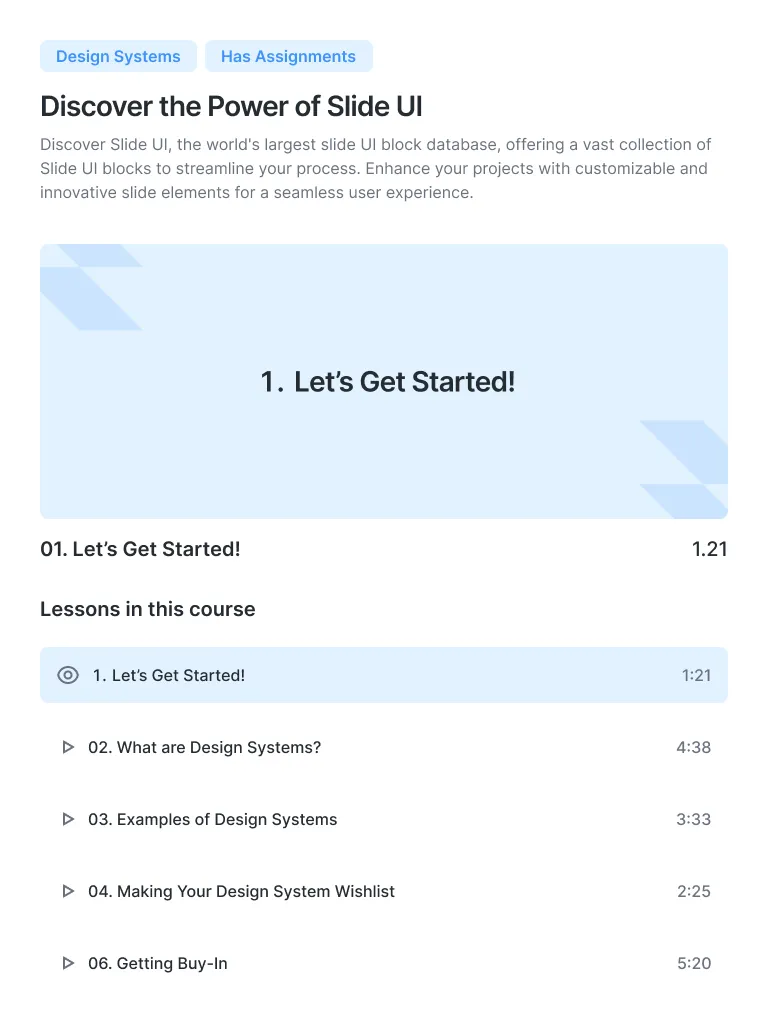 Design Systems
Has Assignments
Discover the Power of Slide UI
Discover Slide UI, the world's largest slide UI block database, offering a vast collection of
Slide UI blocks to streamline your process. Enhance your projects with customizable and
innovative slide elements for a seamless user experience.
1. Let’s Get Started!
01. Let’s Get Started! 1.21
Lessons in this course
1. Let’s Get Started! 1:21
02. What are Design Systems? 4:38
03. Examples of Design Systems 3:33
04. Making Your Design System Wishlist 2:25
06. Getting Buy-In 5:20